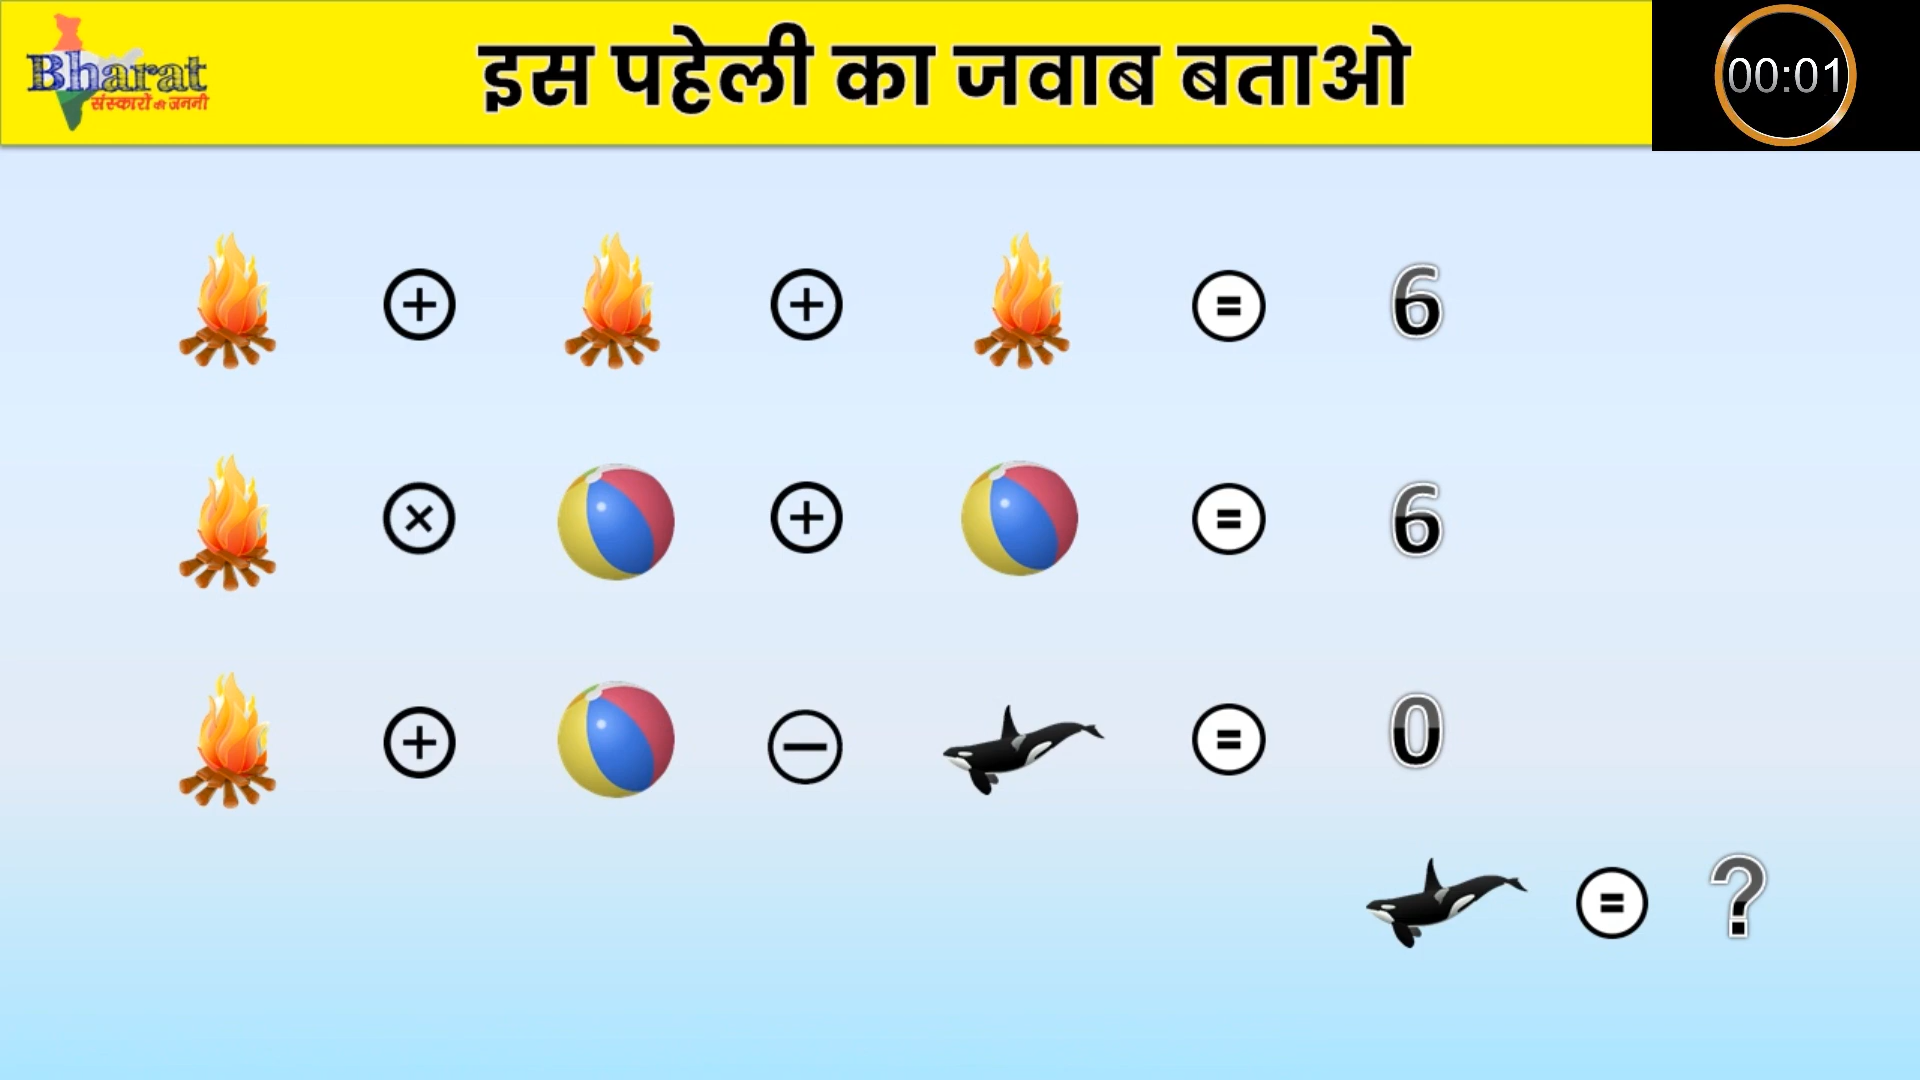 Bharat
संस्कारों की जननी
इस पहेली का जवाब बताओ
00:01
+ + = 6
× + = 6
+ − = 0
= ?